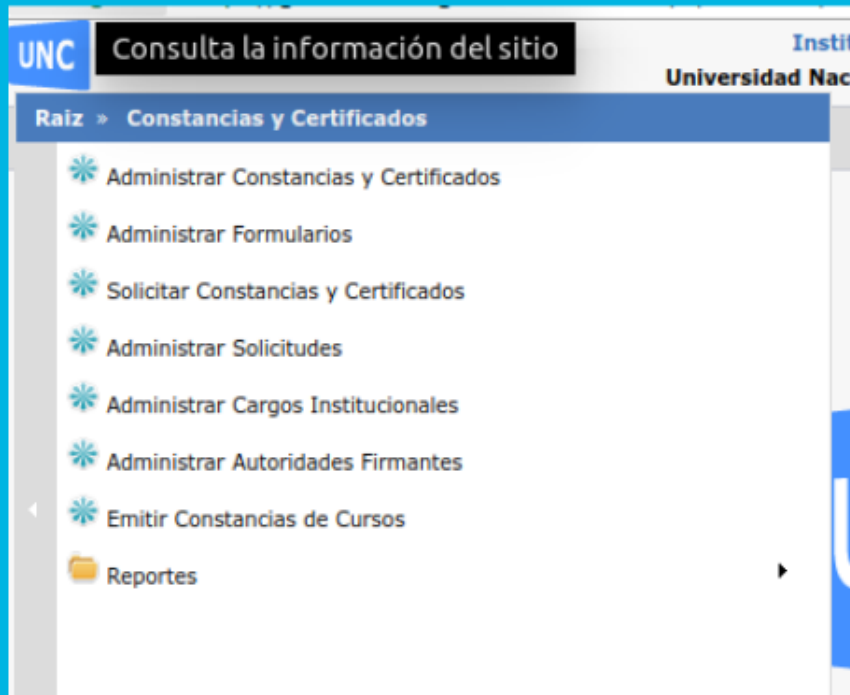 UNC
Consulta la información del sitio
Universidad
Raiz » Constancias y Certificados
Administrar Constancias y Certificados
Administrar Formularios
Solicitar Constancias y Certificados
Administrar Solicitudes
Administrar Cargos Institucionales
Administrar Autoridades Firmantes
Emitir Constancias de Cursos
Reportes